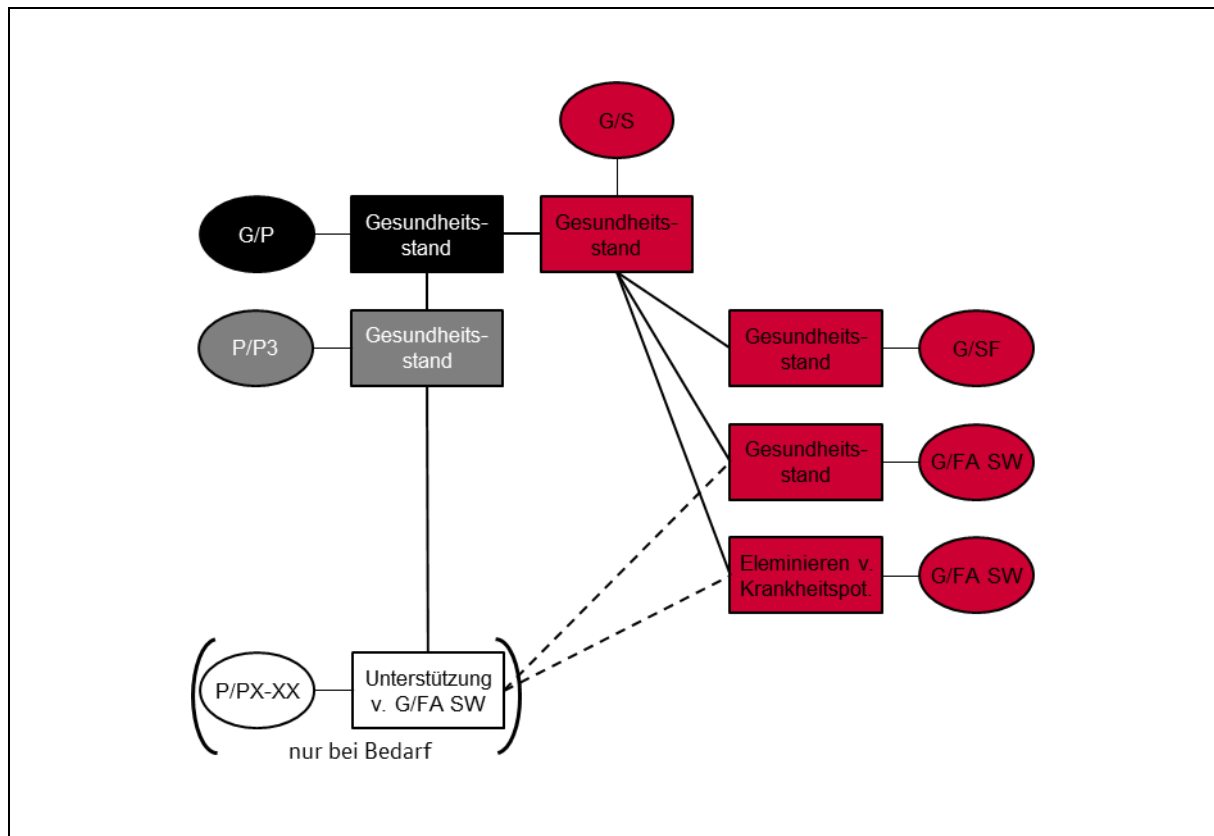 G/S
G/P
Gesundheits-
stand
Gesundheits-
stand
P/P3
Gesundheits-
stand
Gesundheits-
stand
G/SF
Gesundheits-
stand
G/FA SW
Eleminieren v.
Krankheitspot.
G/FA SW
P/PX-XX
Unterstützung
v. G/FA SW
nur bei Bedarf